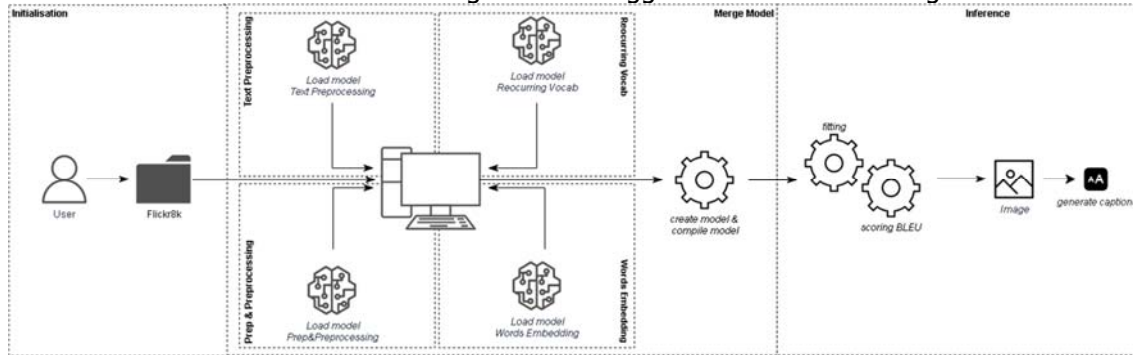 Initialisation
Merge Model
Inference
Text Preprocessing
Load model
Text Preprocessing
Load model
Reocurring Vocab
Reocurring Vocab
User
Flickr8k
create model &
compile model
fitting
scoring BLEU
Image
AA
generate caption
Prep & Preprocessing
Load model
Prep&Preprocessing
Load model
Words Embedding
Words Embedding